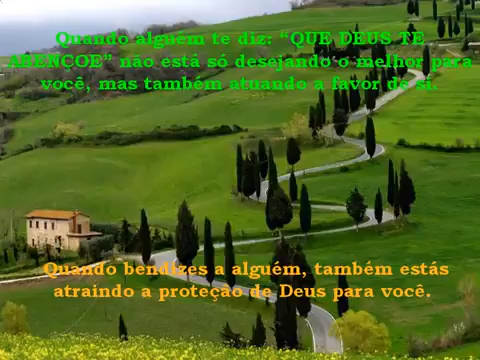 Quando alguém te diz: “QUE DEUS TE
ABENÇOE” não está só desejando o melhor para
você, mas também atuando a favor de si.
Quando bendizes a alguém, também estás
atraindo a proteção de Deus para você.